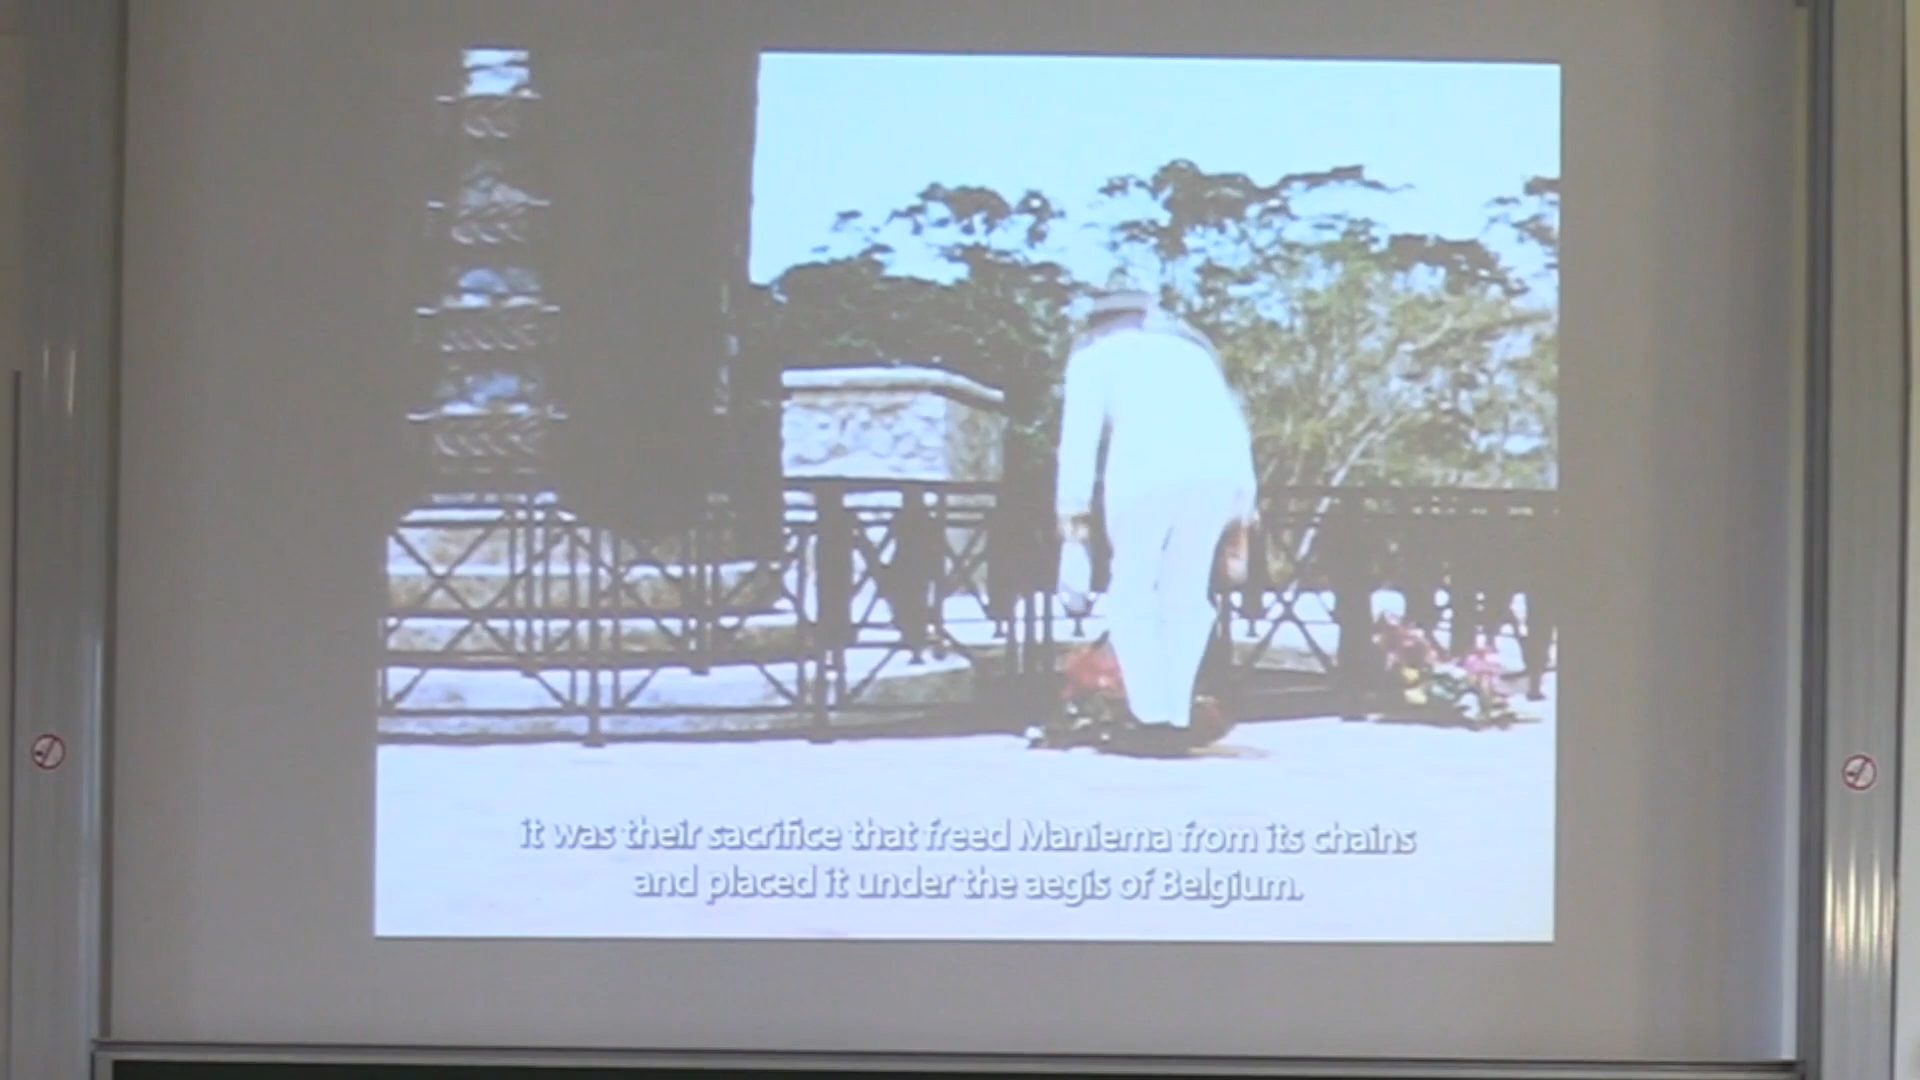 it was their sacrifice that freed Maniema from its chains
and placed it under the aegis of Belgium.